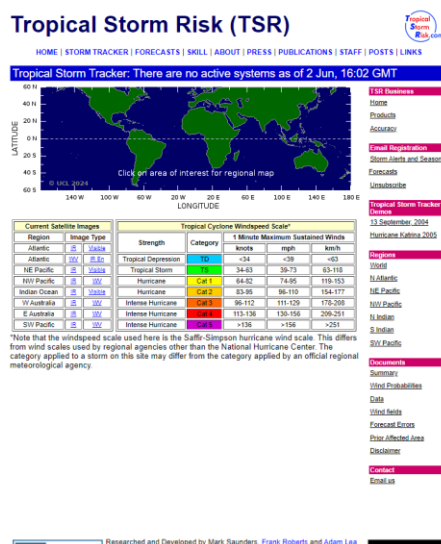 Tropical Storm Risk (TSR)
Tropical
Storm
Risk.com
HOME | STORM TRACKER | FORECASTS | SKILL | ABOUT | PRESS | PUBLICATIONS | STAFF | POSTS | LINKS
Tropical Storm Tracker: There are no active systems as of 2 Jun, 16:02 GMT
60 N
40 N
20 N
0 N
20 S
40 S
60 S
LATITUDE
Click on area of interest for regional map
© UCL 2024
140 W 100 W 60 W 20 W 20 E 60 E 100 E 140 E 180 E
LONGITUDE
Current Satellite Images
Region Image Type
Atlantic IR Visible
Atlantic WV IR En
NE Pacific IR Visible
NW Pacific IR WV
Indian Ocean IR Visible
W Australia IR WV
E Australia IR WV
SW Pacific IR WV
Tropical Cyclone Windspeed Scale*
Strength Category 1 Minute Maximum Sustained Winds
knots mph km/h
Tropical Depression TD <34 <39 <63
Tropical Storm TS 34-63 39-73 63-118
Hurricane Cat 1 64-82 74-95 119-153
Hurricane Cat 2 83-95 96-110 154-177
Intense Hurricane Cat 3 96-112 111-129 178-208
Intense Hurricane Cat 4 113-136 130-156 209-251
Intense Hurricane Cat 5 >136 >156 >251
*Note that the windspeed scale used here is the Saffir-Simpson hurricane wind scale. This differs
from wind scales used by regional agencies other than the National Hurricane Center. The
category applied to a storm on this site may differ from the category applied by an official regional
meteorological agency.
TSR Business
Home
Products
Accuracy
Email Registration
Storm Alerts and Season
Forecasts
Unsubscribe
Tropical Storm Tracker
Demos
13 September, 2004
Hurricane Katrina 2005
Regions
World
N Atlantic
NE Pacific
NW Pacific
N Indian
S Indian
SW Pacific
Documents
Summary
Wind Probabilities
Data
Wind fields
Forecast Errors
Prior Affected Area
Disclaimer
Contact
Email us
Researched and Developed by Mark Saunders, Frank Roberts and Adam Lea